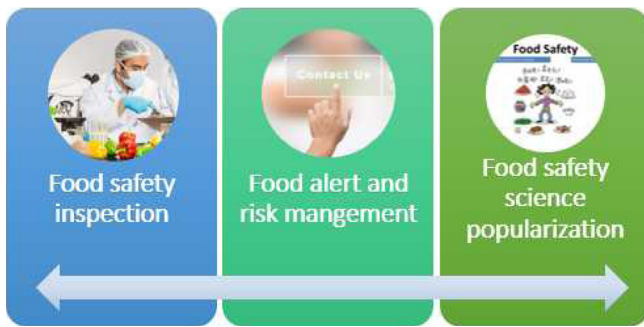 Food safety
inspection
Contact Us
Food alert and
risk mangement
Food Safety
Food safety
science
popularization